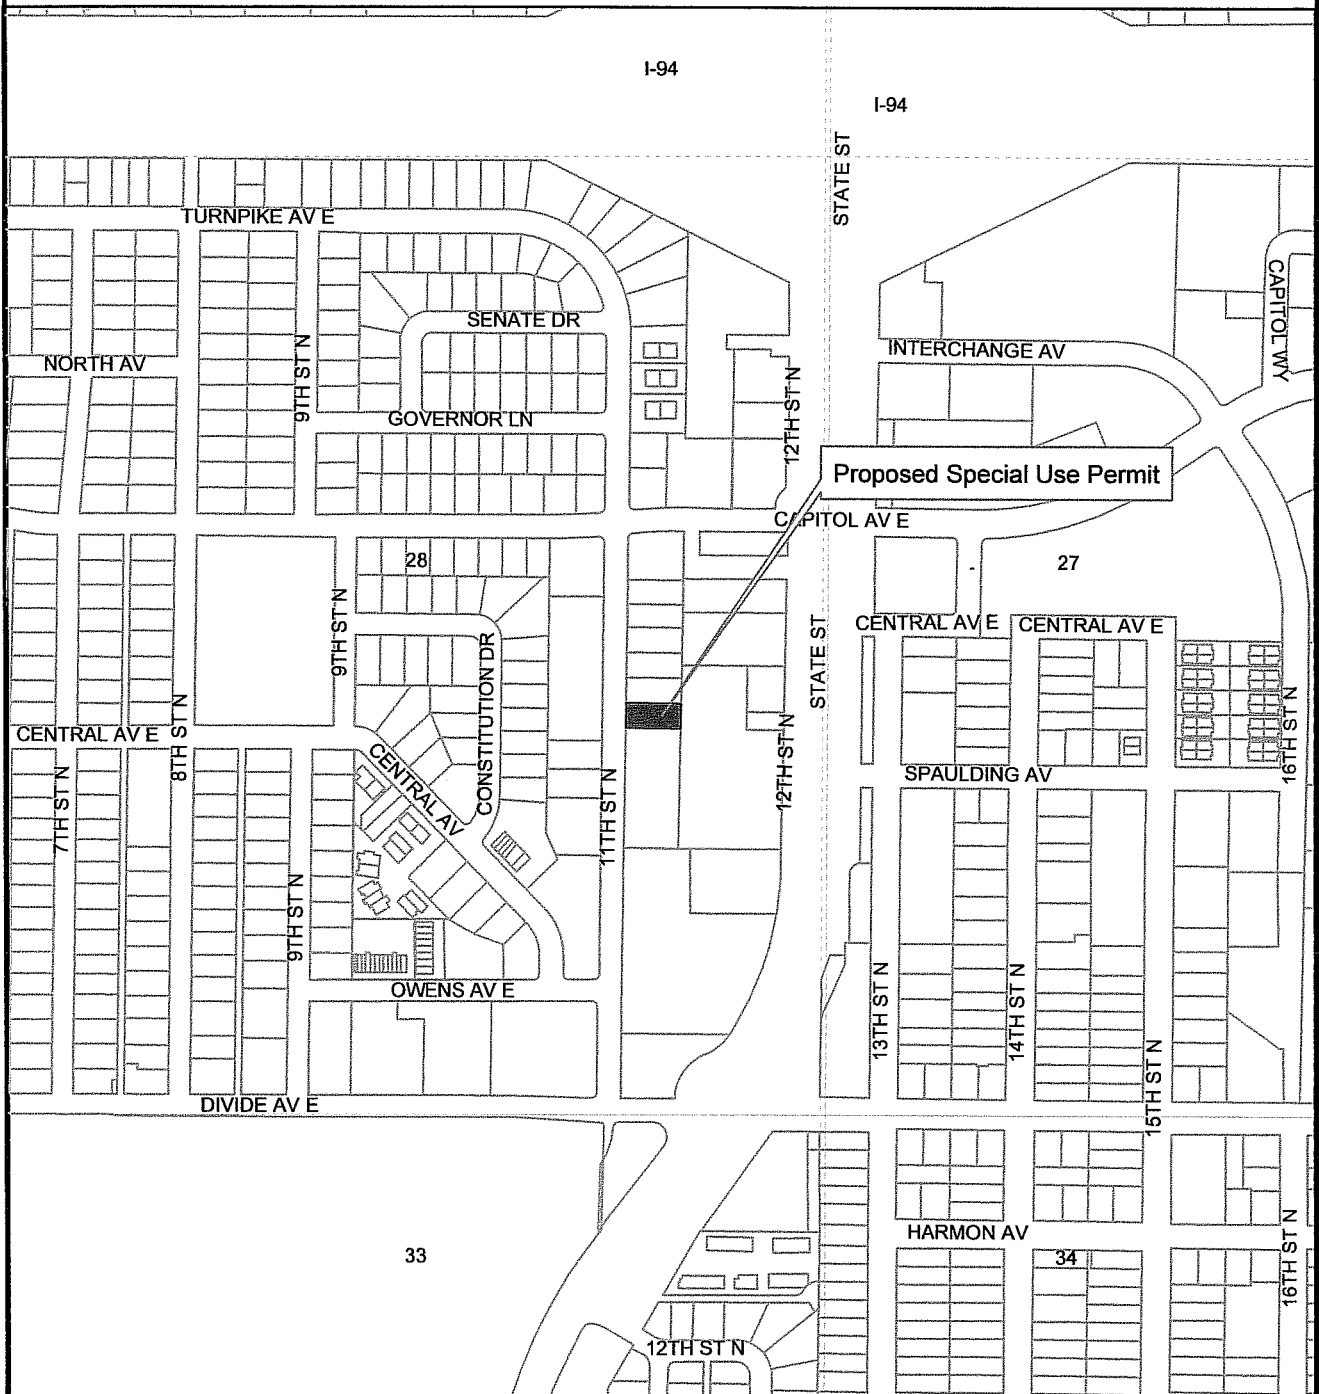 I-94
I-94
STATE ST
TURNPIKE AV E
CAPITOL WY
SENATE DR
INTERCHANGE AV
NORTH AV
9TH ST N
12TH ST N
GOVERNOR LN
Proposed Special Use Permit
CAPITOL AV E
28
27
9TH ST N
CENTRAL AV E
CENTRAL AV E
STATE ST
CONSTITUTION DR
8TH ST N
16TH ST N
CENTRAL AV E
12TH ST N
CENTRAL AV
SPAULDING AV
7TH ST N
11TH ST N
9TH ST N
OWENS AV E
13TH ST N
14TH ST N
15TH ST N
DIVIDE AV E
HARMON AV
33
34
16TH ST N
12TH ST N